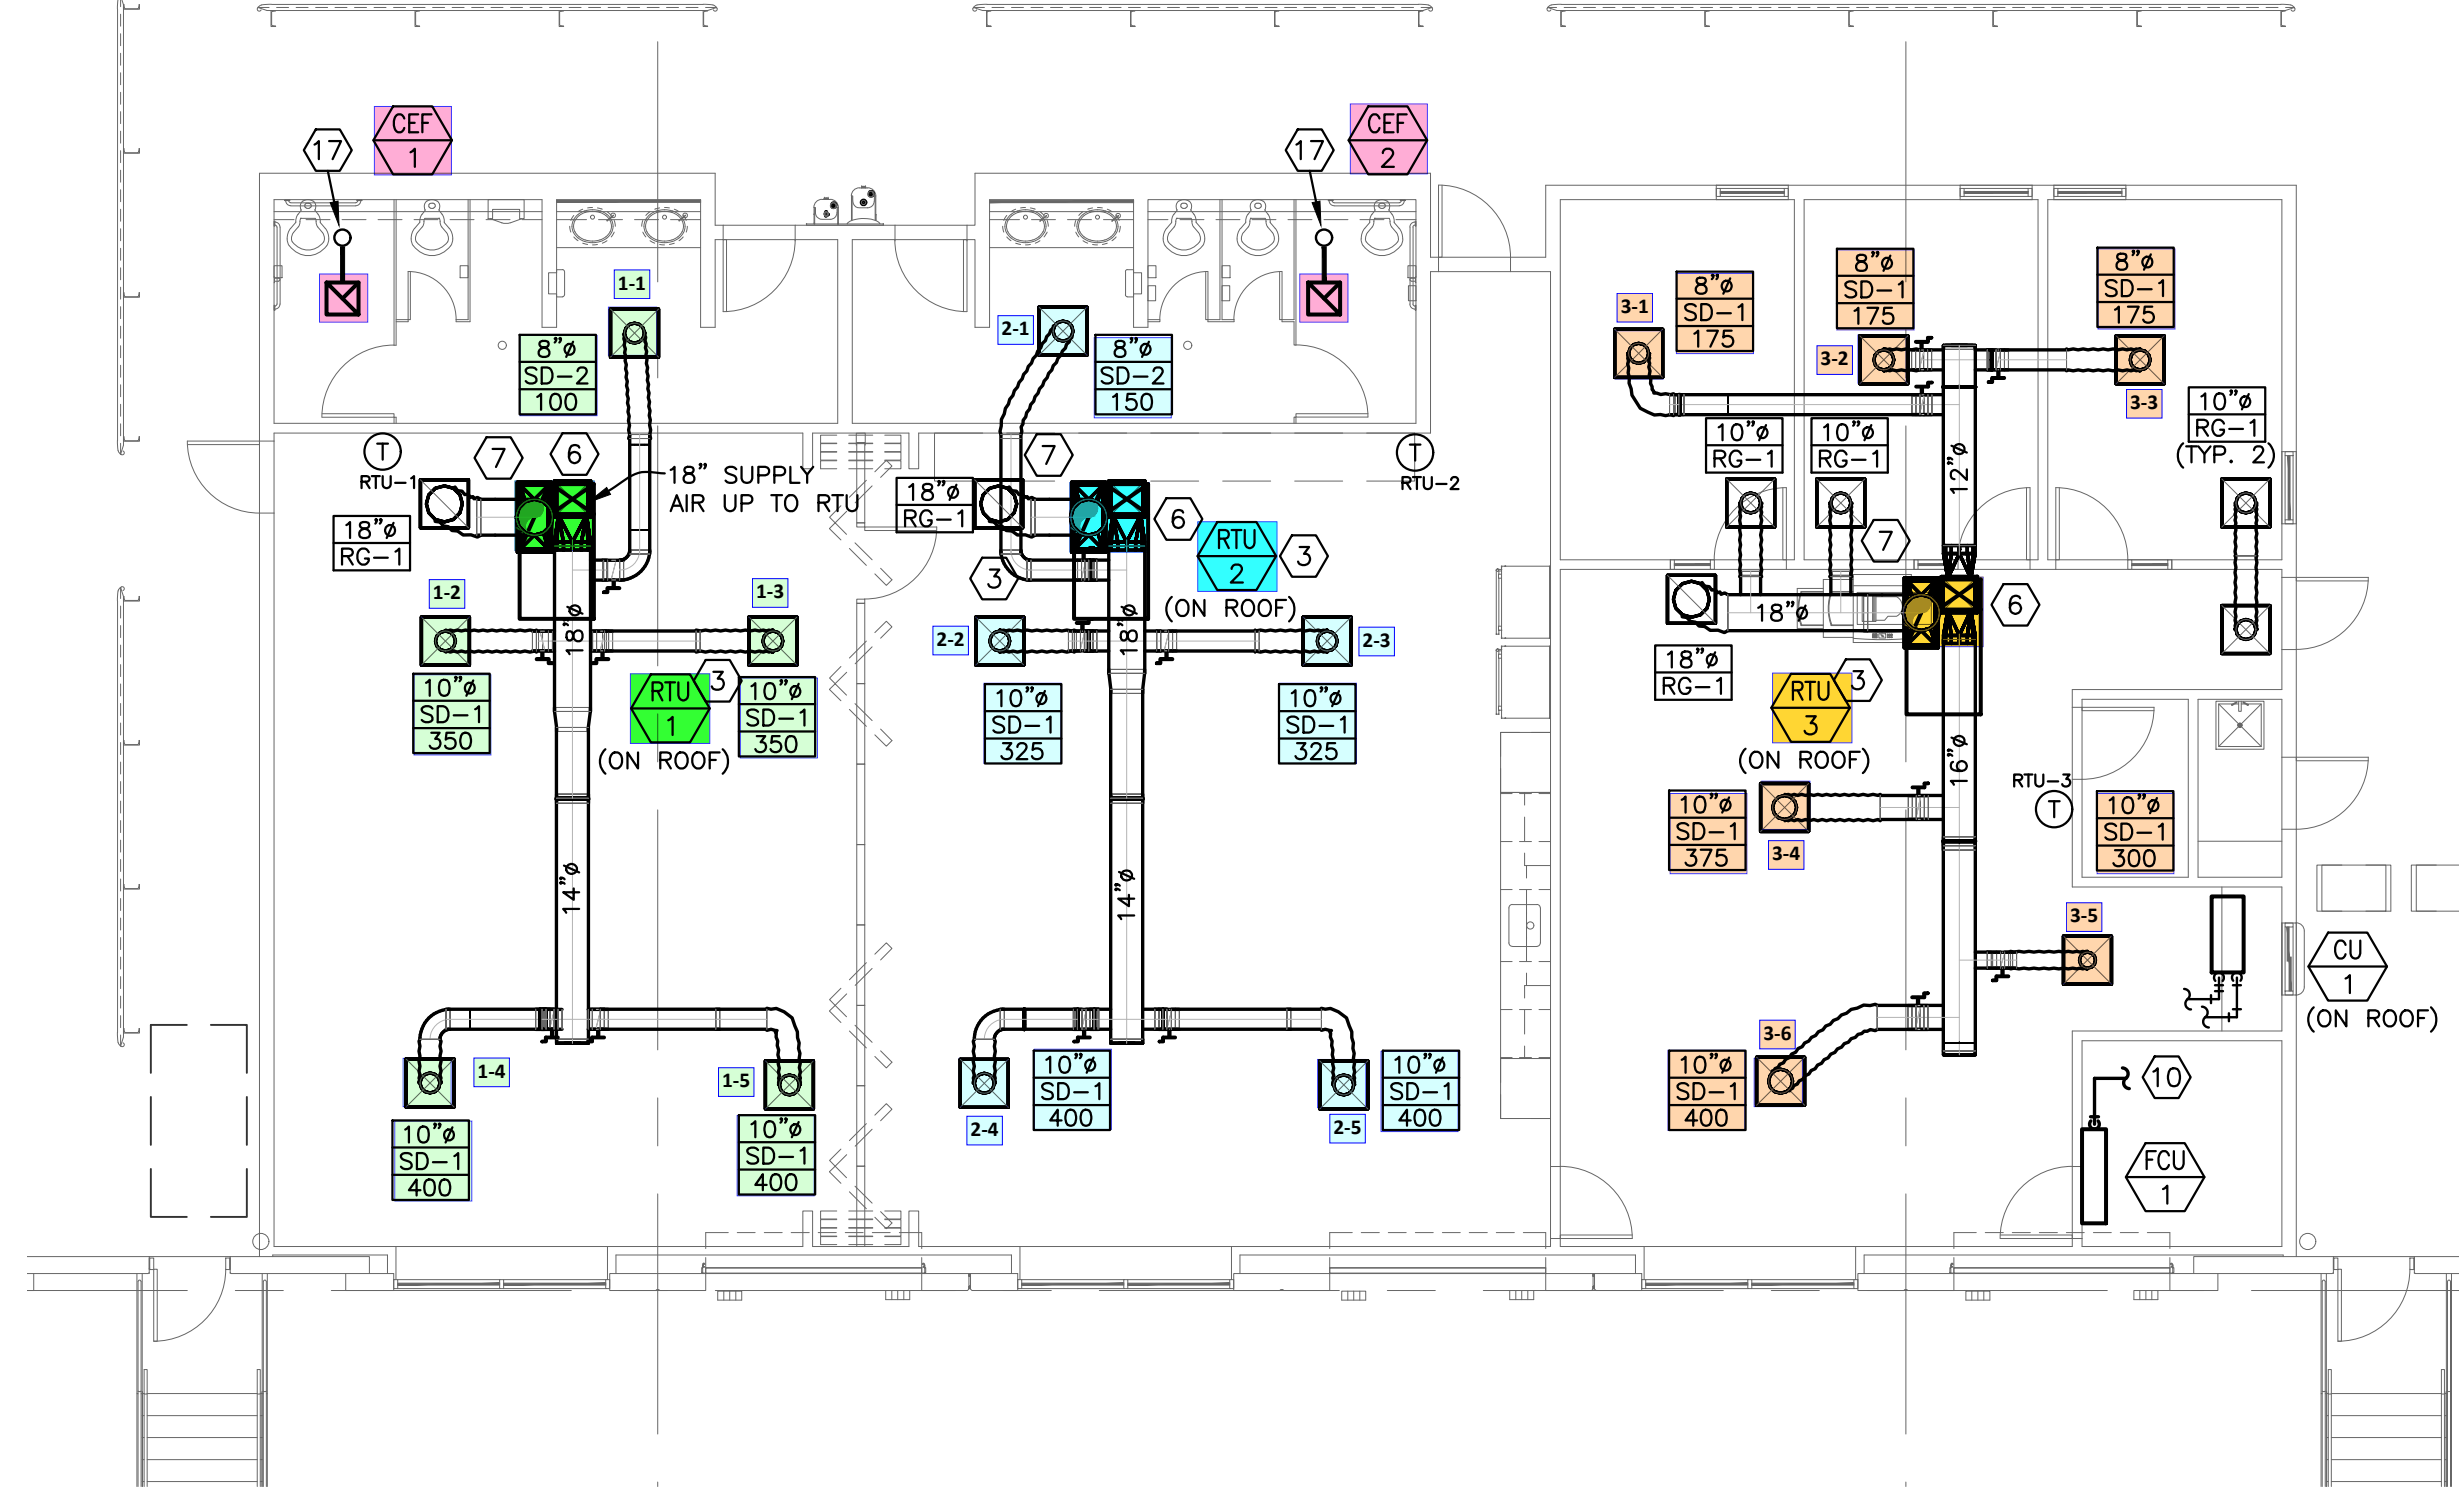 CEF
1
17
CEF
2
17
1-1
8"ø
SD-2
100
2-1
8"ø
SD-2
150
3-1
8"ø
SD-1
175
8"ø
SD-1
175
3-2
8"ø
SD-1
175
3-3
T
RTU-1
7
6
18" SUPPLY
AIR UP TO RTU
18"ø
RG-1
18"ø
RG-1
7
6
3
RTU
2
3
(ON ROOF)
T
RTU-2
10"ø
RG-1
10"ø
RG-1
12"ø
10"ø
RG-1
(TYP. 2)
7
6
18"ø
18"ø
RG-1
1-2
1-3
18"ø
10"ø
SD-1
350
RTU
1
3
(ON ROOF)
10"ø
SD-1
350
2-2
2-3
18"ø
10"ø
SD-1
325
10"ø
SD-1
325
RTU
3
3
(ON ROOF)
16"ø
RTU-3
T
10"ø
SD-1
375
3-4
10"ø
SD-1
300
3-5
14"ø
14"ø
CU
1
(ON ROOF)
1-4
10"ø
SD-1
400
1-5
10"ø
SD-1
400
2-4
10"ø
SD-1
400
2-5
10"ø
SD-1
400
3-6
10"ø
SD-1
400
10
FCU
1